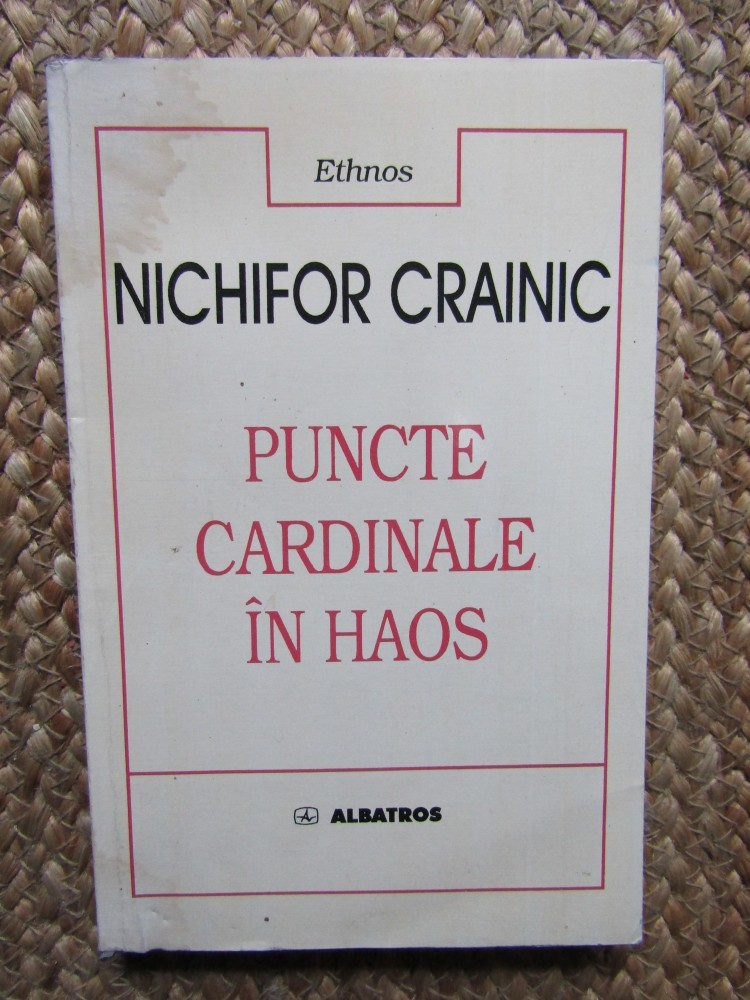 Ethnos
NICHIFOR CRAINIC
PUNCTE
CARDINALE
ÎN HAOS
ALBATROS